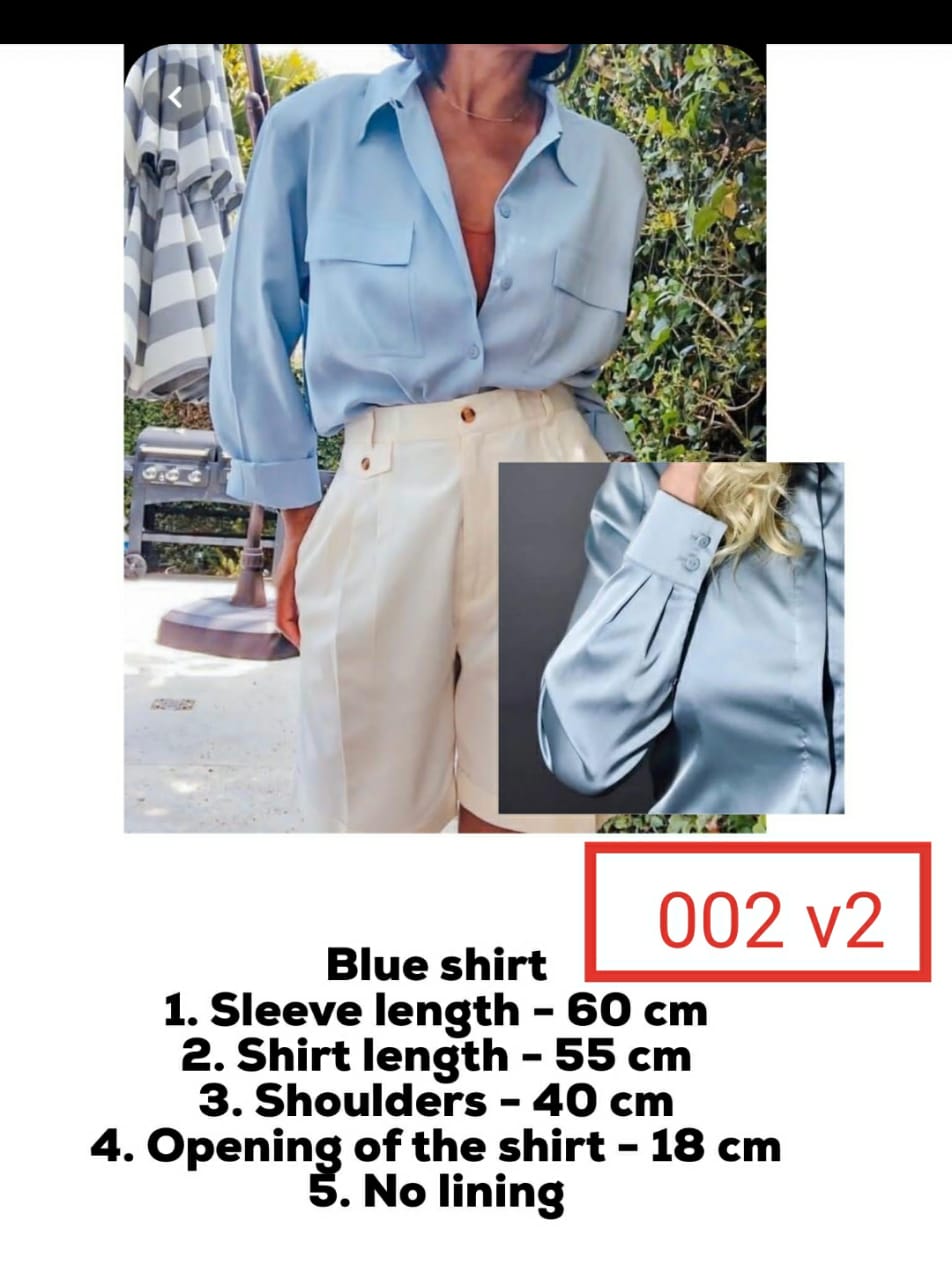 002 v2
Blue shirt
1. Sleeve length - 60 cm
2. Shirt length - 55 cm
3. Shoulders - 40 cm
4. Opening of the shirt - 18 cm
5. No lining